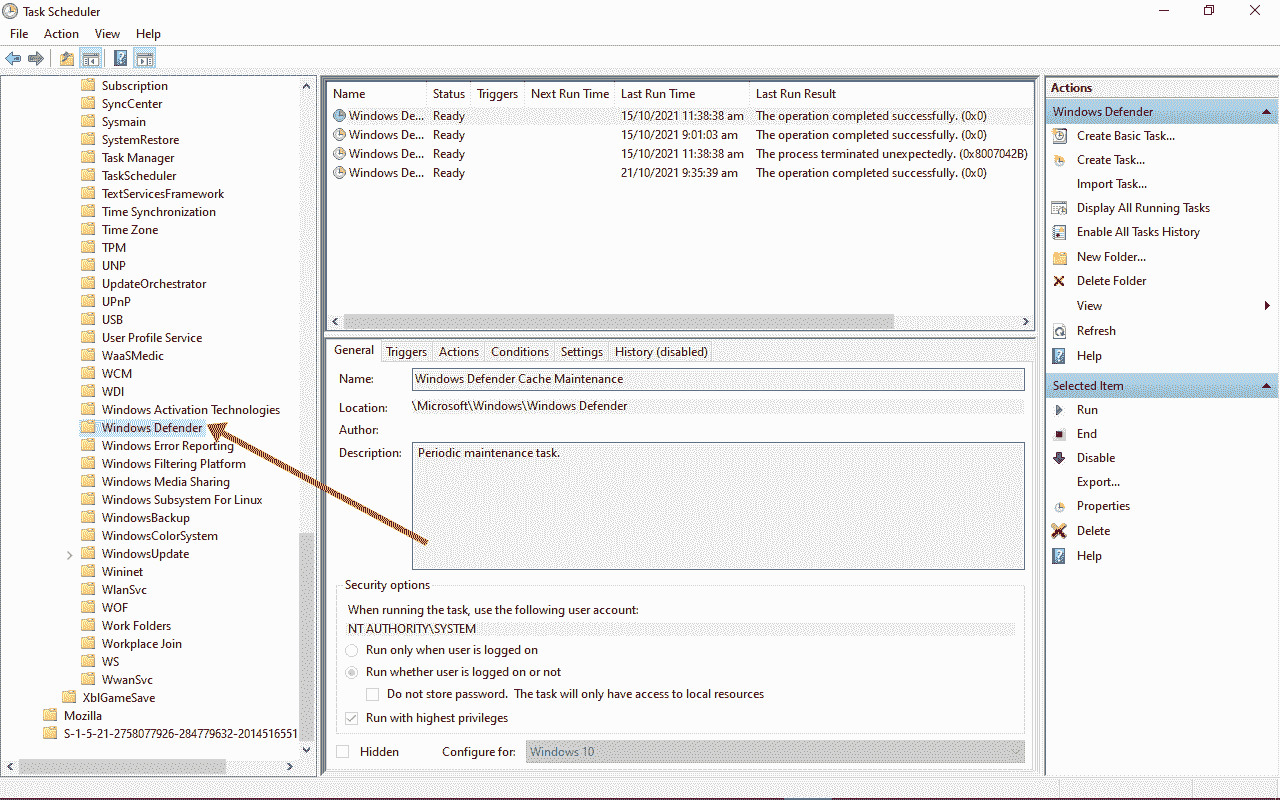 Task Scheduler
File Action View Help
Subscription
SyncCenter
Sysmain
SystemRestore
Task Manager
TaskScheduler
TextServicesFramework
Time Synchronization
Time Zone
TPM
UNP
UpdateOrchestrator
UPnP
USB
User Profile Service
WaaSMedic
WCM
WDI
Windows Activation Technologies
Windows Defender
Windows Error Reporting
Windows Filtering Platform
Windows Media Sharing
Windows Subsystem For Linux
WindowsBackup
WindowsColorSystem
WindowsUpdate
Wininet
WlanSvc
WOF
Work Folders
Workplace Join
WS
WwanSvc
XblGameSave
Mozilla
S-1-5-21-2758077926-284779632-2014516551
Name Status Triggers Next Run Time Last Run Time Last Run Result
Windows De... Ready 15/10/2021 11:38:38 am The operation completed successfully. (0x0)
Windows De... Ready 15/10/2021 9:01:03 am The operation completed successfully. (0x0)
Windows De... Ready 15/10/2021 11:38:38 am The process terminated unexpectedly. (0x8007042B)
Windows De... Ready 21/10/2021 9:35:39 am The operation completed successfully. (0x0)
General Triggers Actions Conditions Settings History (disabled)
Name: Windows Defender Cache Maintenance
Location: \Microsoft\Windows\Windows Defender
Author:
Description: Periodic maintenance task.
Security options
When running the task, use the following user account:
NT AUTHORITY\SYSTEM
Run only when user is logged on
Run whether user is logged on or not
Do not store password. The task will only have access to local resources
Run with highest privileges
Hidden Configure for: Windows 10
Actions
Windows Defender
Create Basic Task...
Create Task...
Import Task...
Display All Running Tasks
Enable All Tasks History
New Folder...
Delete Folder
View
Refresh
Help
Selected Item
Run
End
Disable
Export...
Properties
Delete
Help